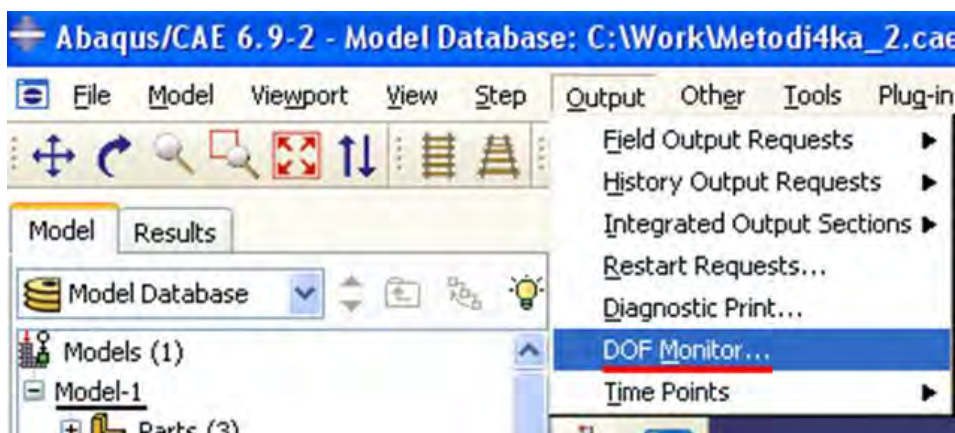 Abaqus/CAE 6.9-2 - Model Database: C:\Work\Metodi4ka_2.cae
File Model Viewport View Step Output Other Tools Plug-in
Field Output Requests
History Output Requests
Integrated Output Sections
Restart Requests...
Diagnostic Print...
DOF Monitor...
Time Points
Model Results
Model Database
Models (1)
Model-1
Parts (3)